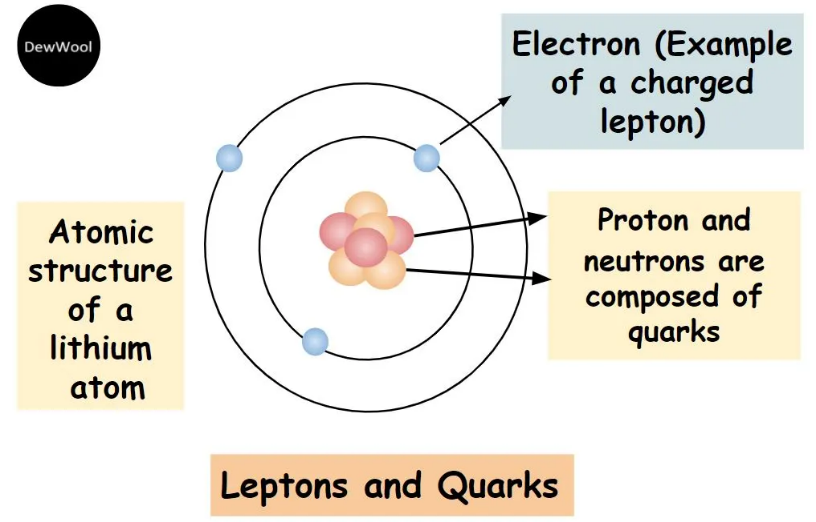 DewWool
Electron (Example
of a charged
lepton)
Proton and
neutrons are
composed of
quarks
Atomic
structure
of a
lithium
atom
Leptons and Quarks